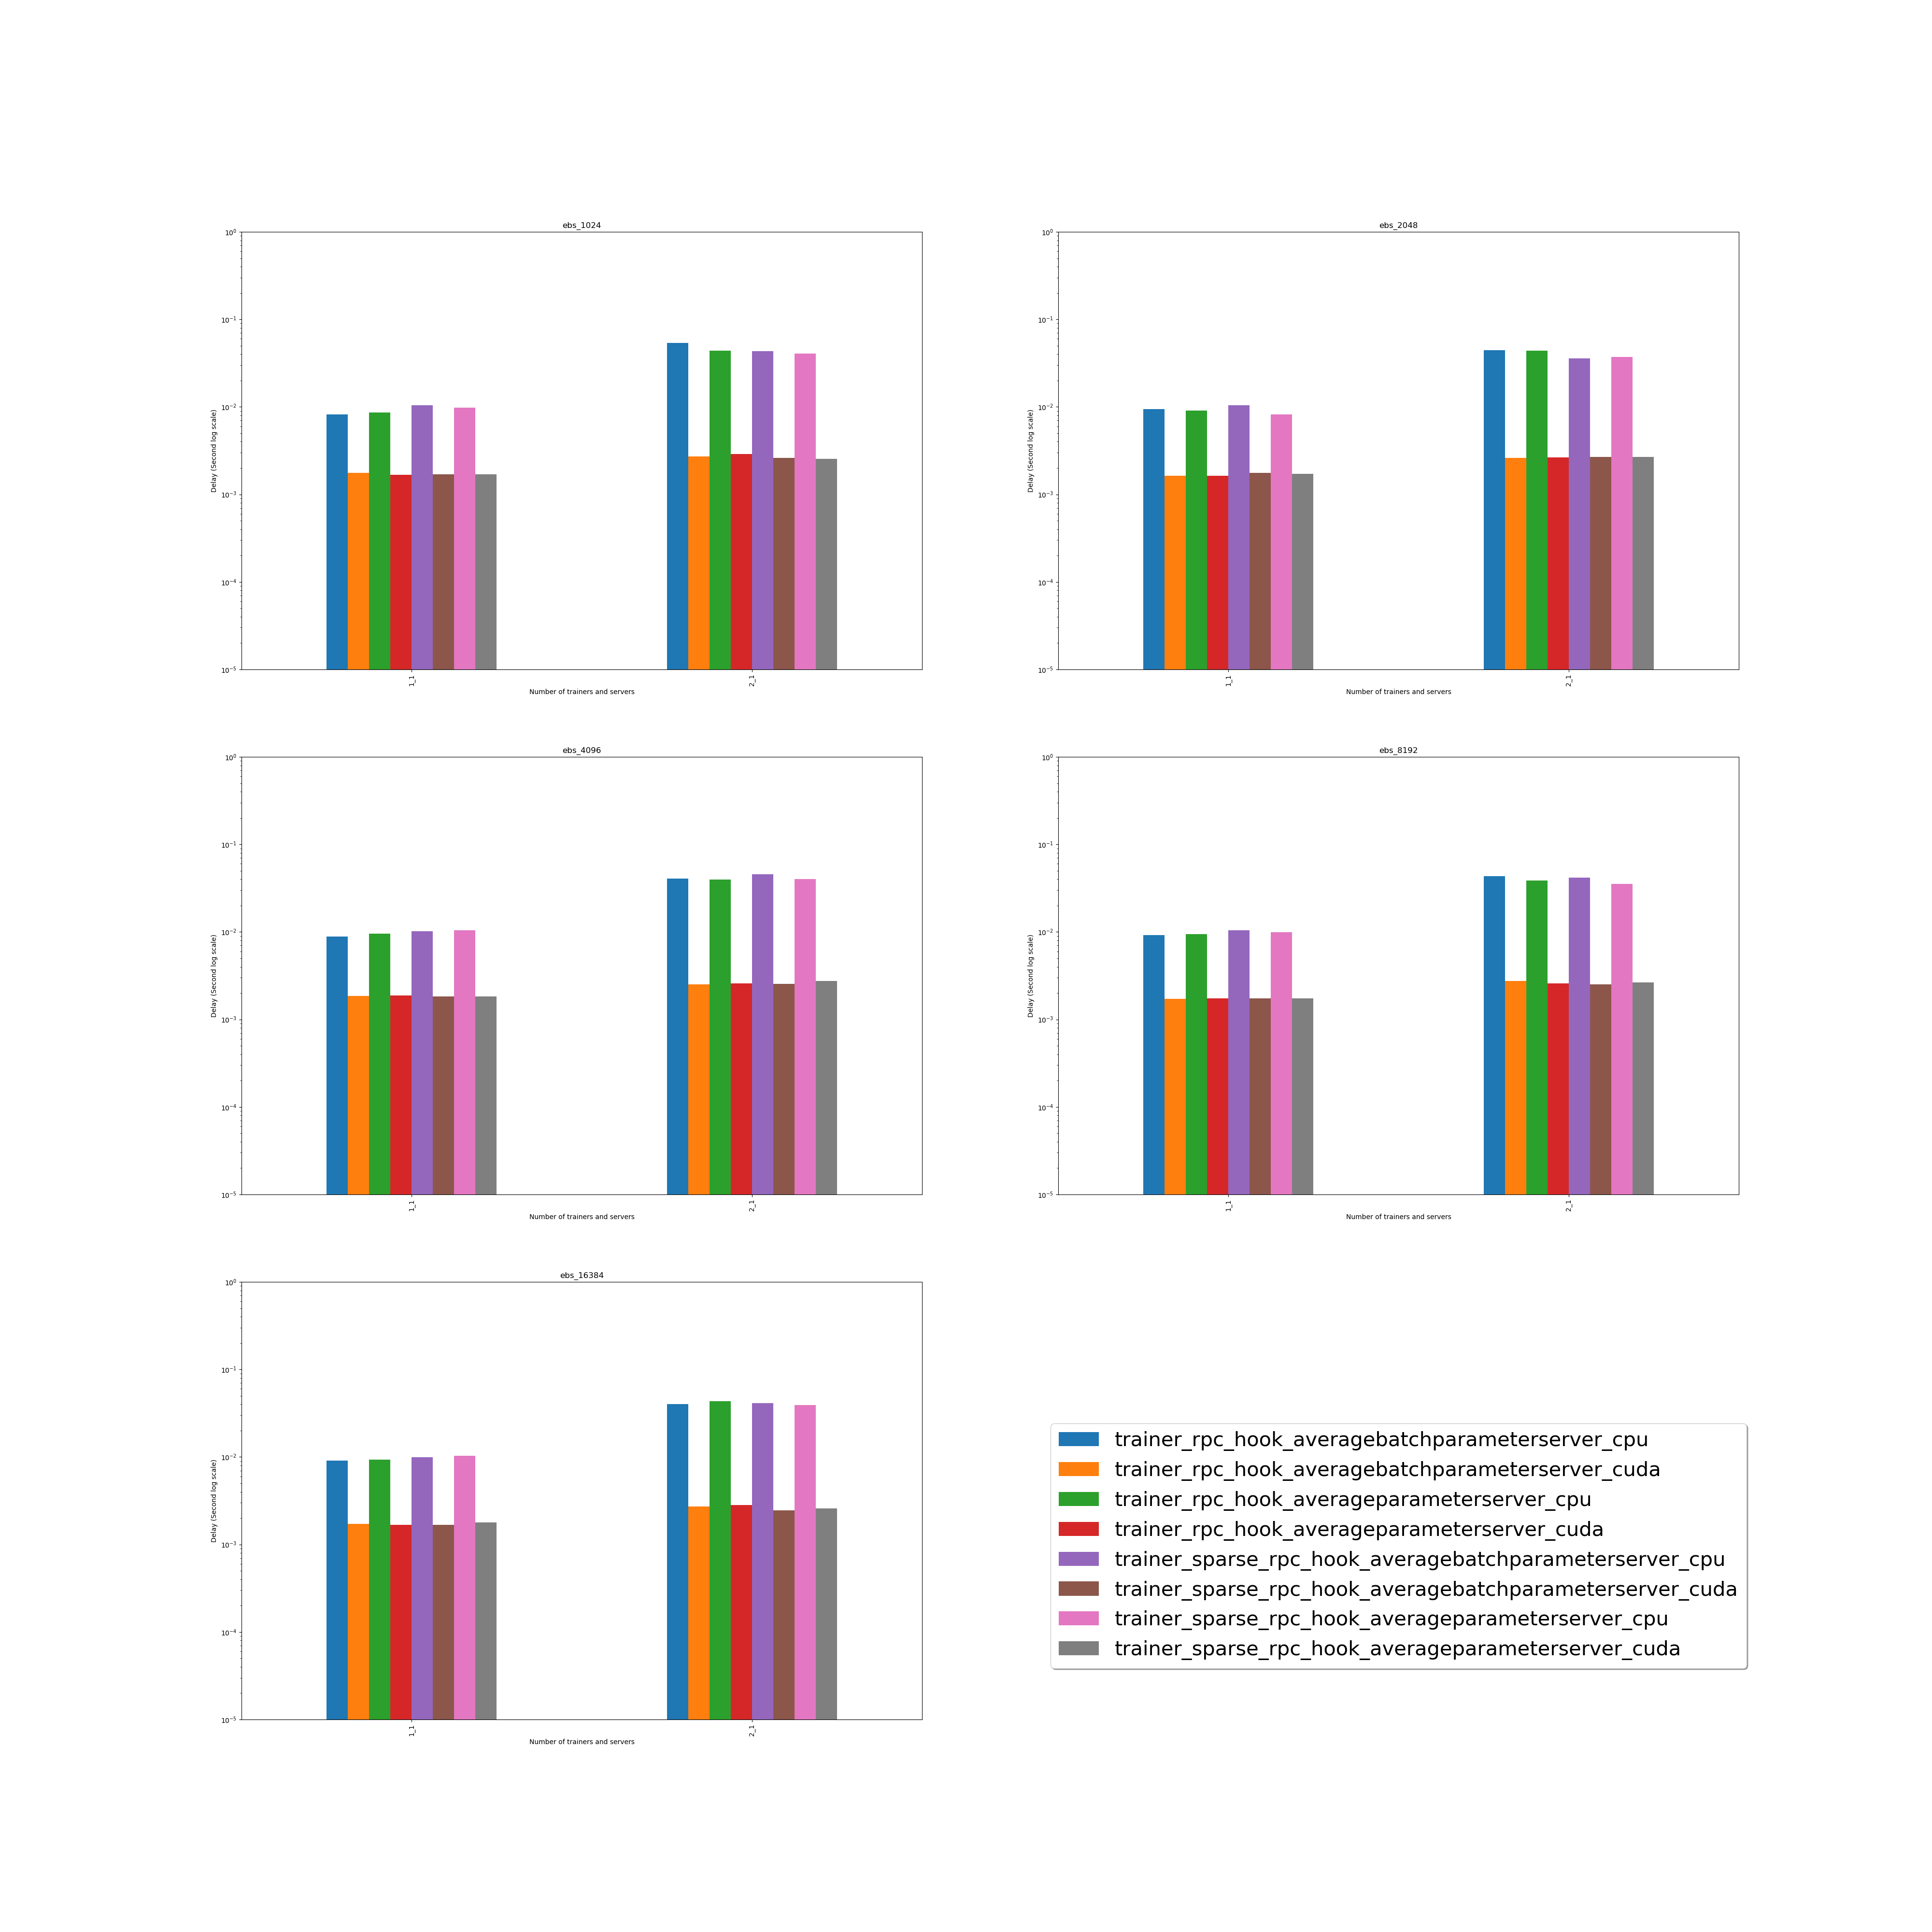 ebs_1024
10⁰
10⁻¹
10⁻²
10⁻³
10⁻⁴
10⁻⁵
Delay (Second log scale)
1_1
2_1
Number of trainers and servers
ebs_2048
10⁰
10⁻¹
10⁻²
10⁻³
10⁻⁴
10⁻⁵
Delay (Second log scale)
1_1
2_1
Number of trainers and servers
ebs_4096
10⁰
10⁻¹
10⁻²
10⁻³
10⁻⁴
10⁻⁵
Delay (Second log scale)
1_1
2_1
Number of trainers and servers
ebs_8192
10⁰
10⁻¹
10⁻²
10⁻³
10⁻⁴
10⁻⁵
Delay (Second log scale)
1_1
2_1
Number of trainers and servers
ebs_16384
10⁰
10⁻¹
10⁻²
10⁻³
10⁻⁴
10⁻⁵
Delay (Second log scale)
1_1
2_1
Number of trainers and servers
trainer_rpc_hook_averagebatchparameterserver_cpu
trainer_rpc_hook_averagebatchparameterserver_cuda
trainer_rpc_hook_averageparameterserver_cpu
trainer_rpc_hook_averageparameterserver_cuda
trainer_sparse_rpc_hook_averagebatchparameterserver_cpu
trainer_sparse_rpc_hook_averagebatchparameterserver_cuda
trainer_sparse_rpc_hook_averageparameterserver_cpu
trainer_sparse_rpc_hook_averageparameterserver_cuda